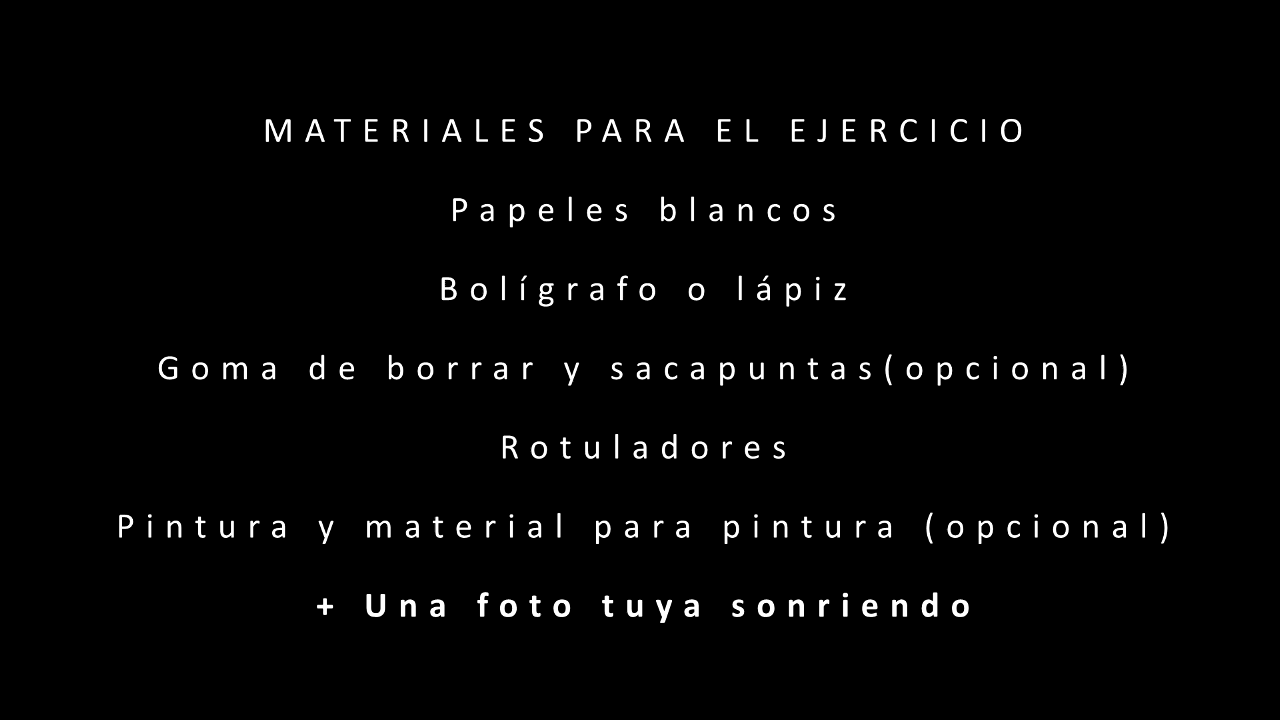 MATERIALES PARA EL EJERCICIO
Papeles blancos
Bolígrafo o lápiz
Goma de borrar y sacapuntas(opcional)
Rotuladores
Pintura y material para pintura (opcional)
+ Una foto tuya sonriendo